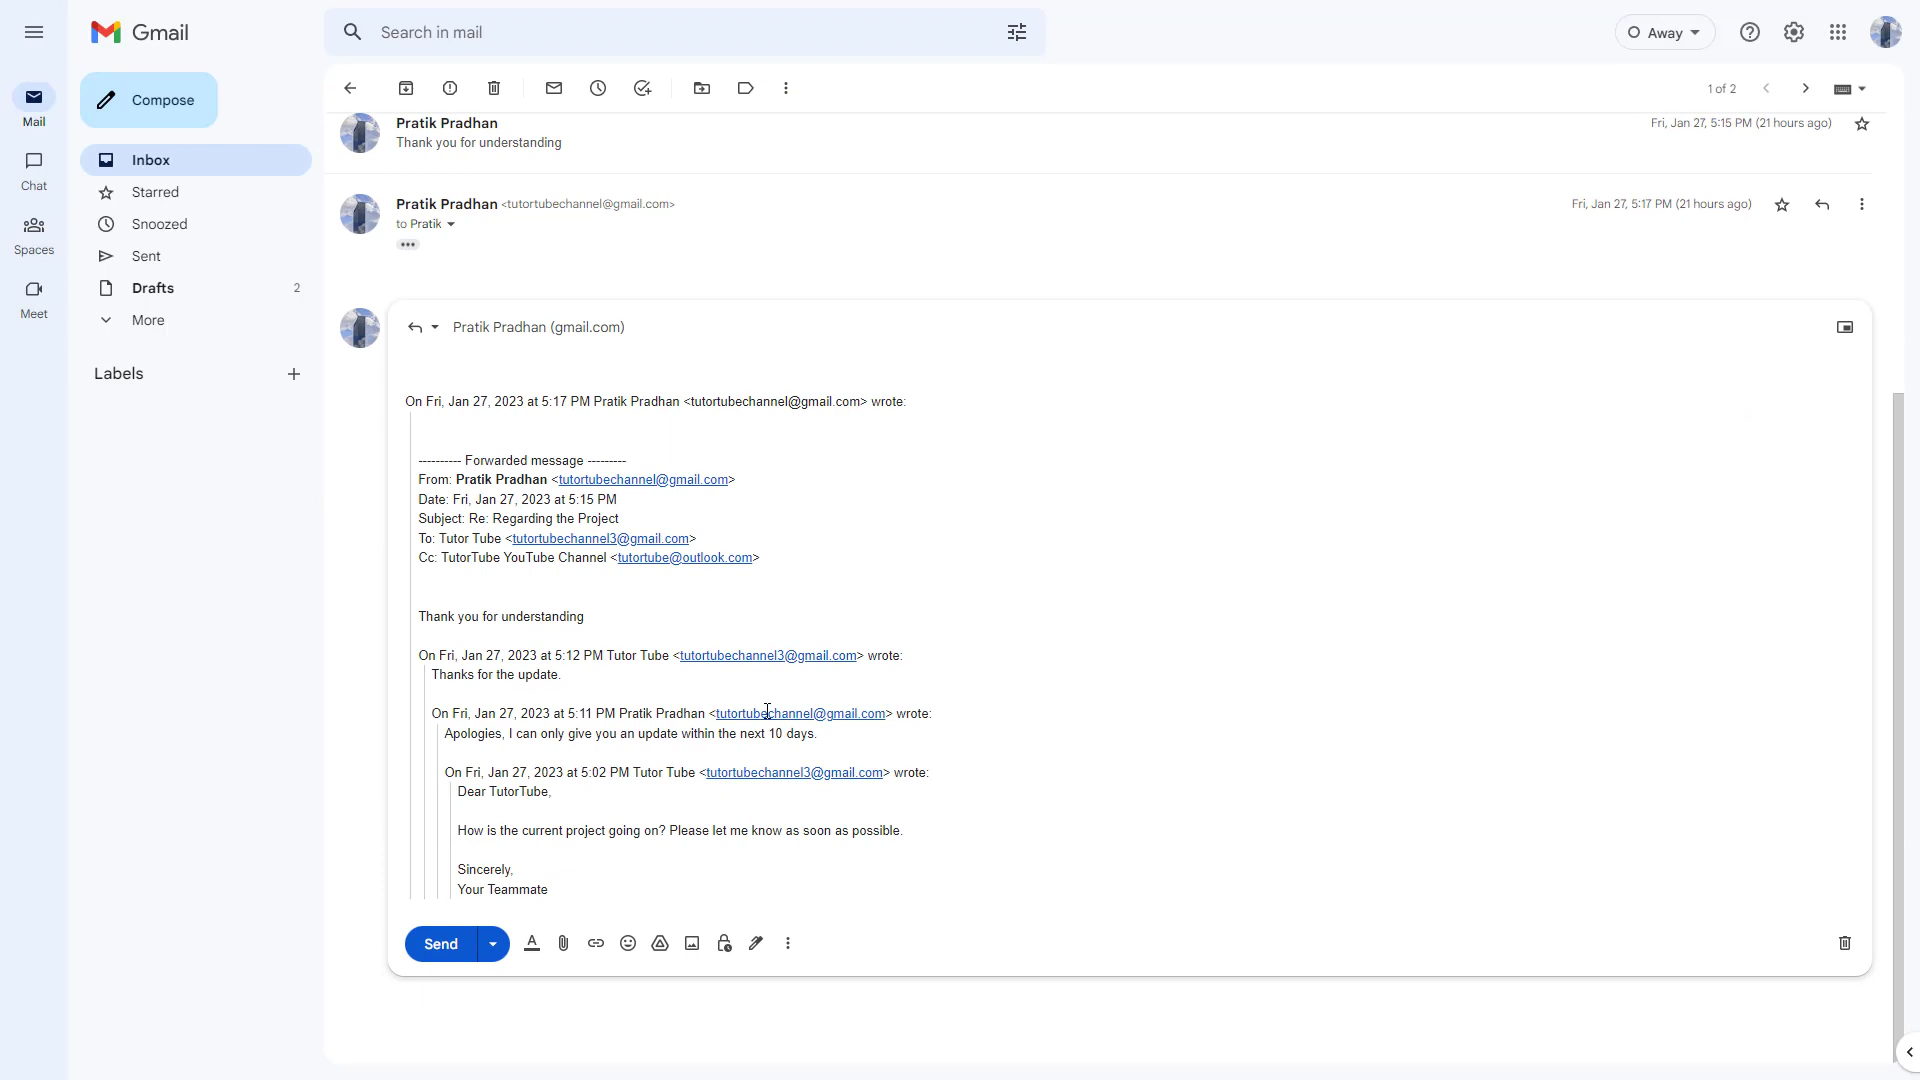 Gmail
Search in mail
Away
Mail
Chat
Spaces
Meet
Compose
Inbox
Starred
Snoozed
Sent
Drafts 2
More
Labels
1 of 2
Pratik Pradhan
Fri, Jan 27, 5:15 PM (21 hours ago)
Thank you for understanding
Pratik Pradhan <tutortubechannel@gmail.com>
Fri, Jan 27, 5:17 PM (21 hours ago)
to Pratik
Pratik Pradhan (gmail.com)
On Fri, Jan 27, 2023 at 5:17 PM Pratik Pradhan <tutortubechannel@gmail.com> wrote:
---------- Forwarded message ---------
From: Pratik Pradhan <tutortubechannel@gmail.com>
Date: Fri, Jan 27, 2023 at 5:15 PM
Subject: Re: Regarding the Project
To: Tutor Tube <tutortubechannel3@gmail.com>
Cc: TutorTube YouTube Channel <tutortube@outlook.com>
Thank you for understanding
On Fri, Jan 27, 2023 at 5:12 PM Tutor Tube <tutortubechannel3@gmail.com> wrote:
Thanks for the update.
On Fri, Jan 27, 2023 at 5:11 PM Pratik Pradhan <tutortubechannel@gmail.com> wrote:
Apologies, I can only give you an update within the next 10 days.
On Fri, Jan 27, 2023 at 5:02 PM Tutor Tube <tutortubechannel3@gmail.com> wrote:
Dear TutorTube,
How is the current project going on? Please let me know as soon as possible.
Sincerely,
Your Teammate
Send